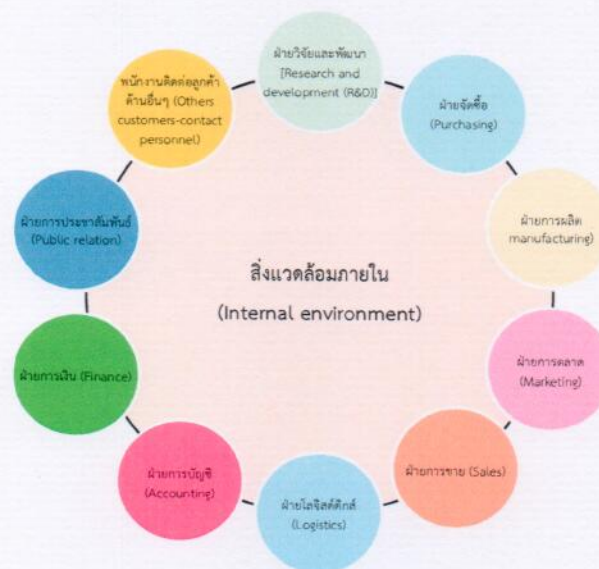 ฝ่ายวิจัยและพัฒนา
[Research and
development (R&D)]
ฝ่ายจัดซื้อ
(Purchasing)
ฝ่ายการผลิต
manufacturing)
ฝ่ายการตลาด
(Marketing)
ฝ่ายการขาย (Sales)
ฝ่ายโลจิสต์ติกส์
(Logistics)
ฝ่ายการบัญชี
(Accounting)
ฝ่ายการเงิน (Finance)
ฝ่ายการประชาสัมพันธ์
(Public relation)
พนักงานติดต่อลูกค้า
ด้านอื่นๆ (Others
customers-contact
personnel)
สิ่งแวดล้อมภายใน
(Internal environment)